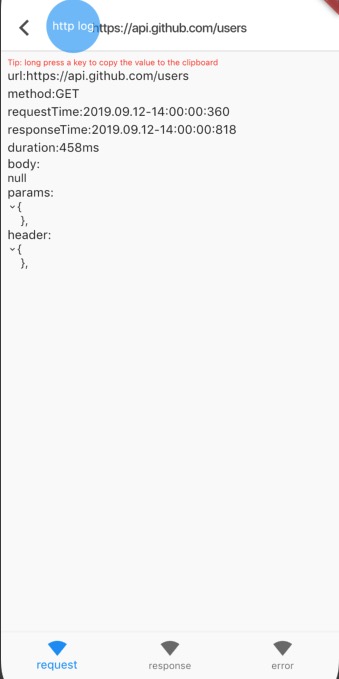 http log
https://api.github.com/users
Tip: long press a key to copy the value to the clipboard
url:https://api.github.com/users
method:GET
requestTime:2019.09.12-14:00:00:360
responseTime:2019.09.12-14:00:00:818
duration:458ms
body:
null
params:
{
},
header:
{
},
request
response
error